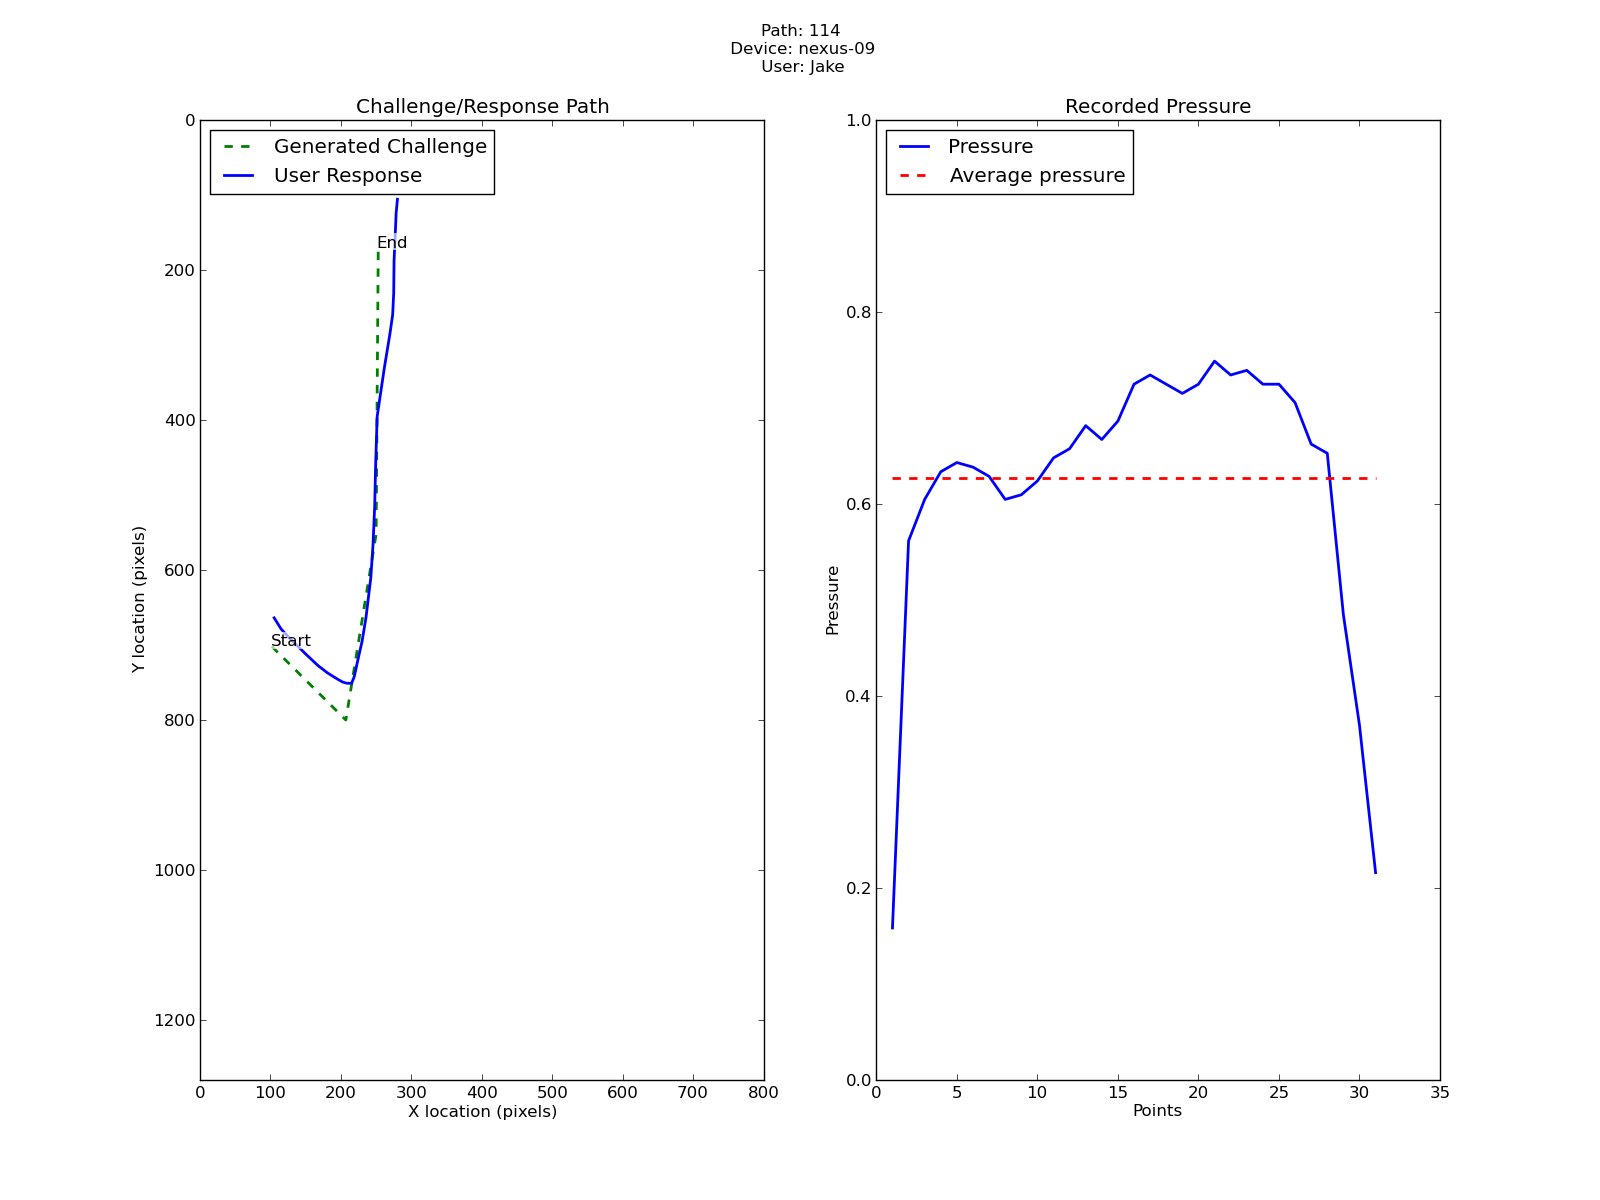 Path: 114
Device: nexus-09
User: Jake
Challenge/Response Path
Generated Challenge
User Response
End
Start
0
200
400
600
800
1000
1200
Y location (pixels)
0 100 200 300 400 500 600 700 800
X location (pixels)
Recorded Pressure
Pressure
Average pressure
1.0
0.8
0.6
0.4
0.2
0.0
Pressure
0 5 10 15 20 25 30 35
Points